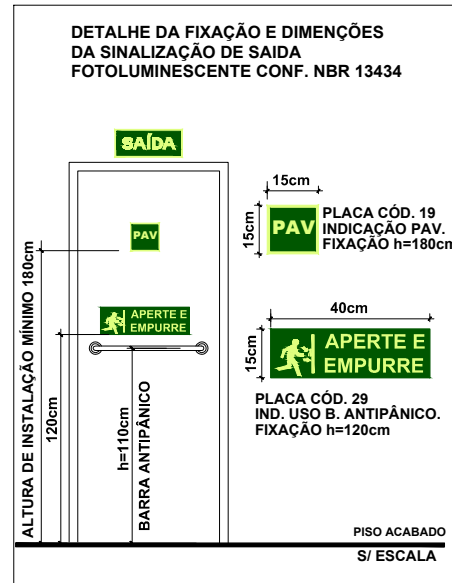 DETALHE DA FIXAÇÃO E DIMENÇÕES
DA SINALIZAÇÃO DE SAIDA
FOTOLUMINESCENTE CONF. NBR 13434
SAÍDA
PAV
APERTE E
EMPURRE
ALTURA DE INSTALAÇÃO MÍNIMO 180cm
120cm
h=110cm
BARRA ANTIPÂNICO
15cm
15cm
PAV
PLACA CÓD. 19
INDICAÇÃO PAV.
FIXAÇÃO h=180cm
40cm
15cm
APERTE E
EMPURRE
PLACA CÓD. 29
IND. USO B. ANTIPÂNICO.
FIXAÇÃO h=120cm
PISO ACABADO
S/ ESCALA